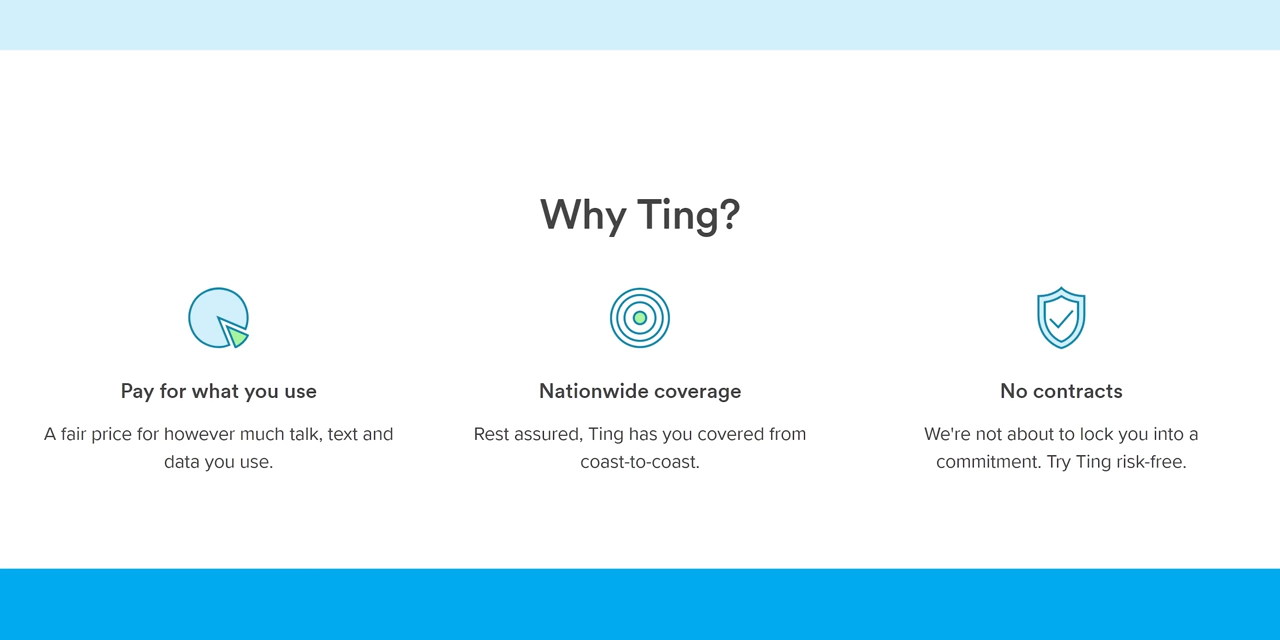 Why Ting?
Pay for what you use
A fair price for however much talk, text and
data you use.
Nationwide coverage
Rest assured, Ting has you covered from
coast-to-coast.
No contracts
We're not about to lock you into a
commitment. Try Ting risk-free.